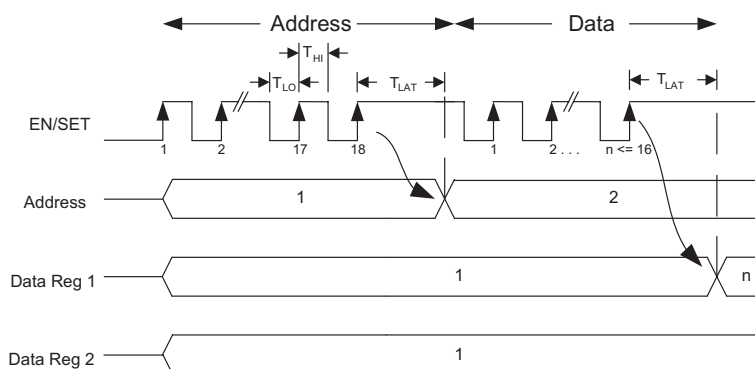 Address Data
T_HI
T_LO T_LAT T_LAT
EN/SET
1 2 17 18 1 2 . . . n <= 16
Address 1 2
Data Reg 1 1 n
Data Reg 2 1